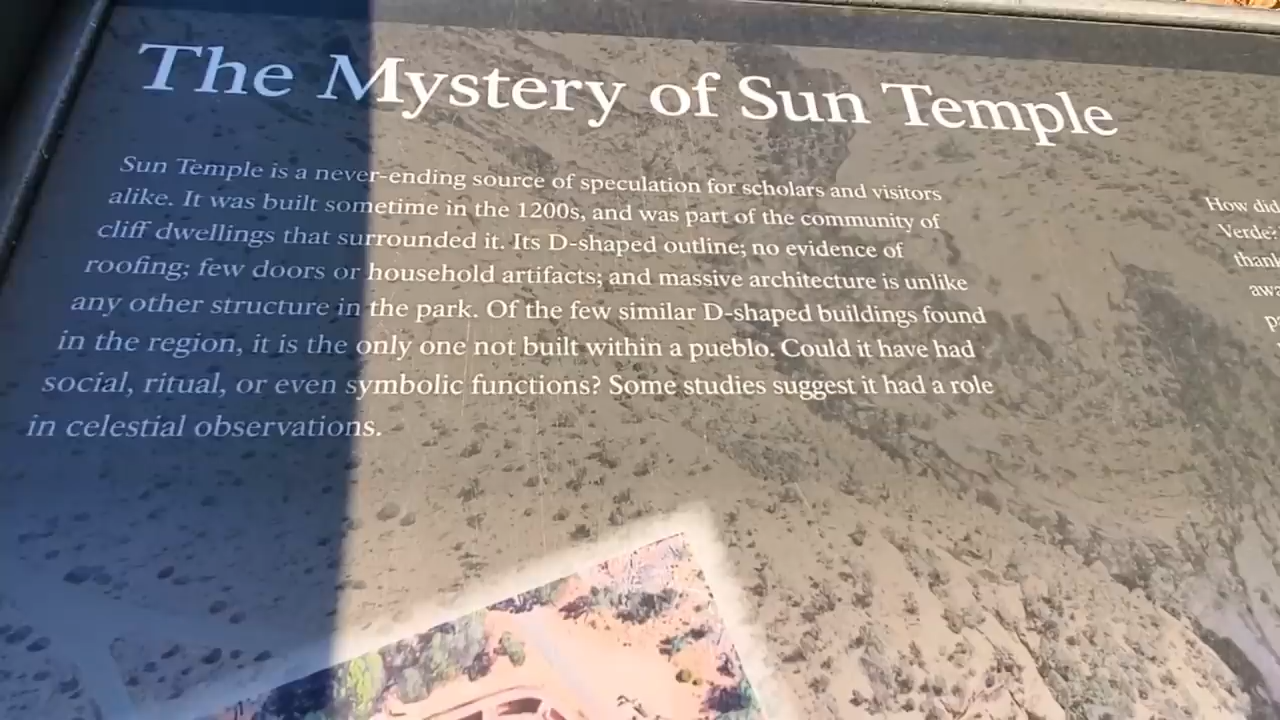 The Mystery of Sun Temple
Sun Temple is a never-ending source of speculation for scholars and visitors
alike. It was built sometime in the 1200s, and was part of the community of
cliff dwellings that surrounded it. Its D-shaped outline; no evidence of
roofing; few doors or household artifacts; and massive architecture is unlike
any other structure in the park. Of the few similar D-shaped buildings found
in the region, it is the only one not built within a pueblo. Could it have had
social, ritual, or even symbolic functions? Some studies suggest it had a role
in celestial observations.
How did
Verde?
thank
awa
p